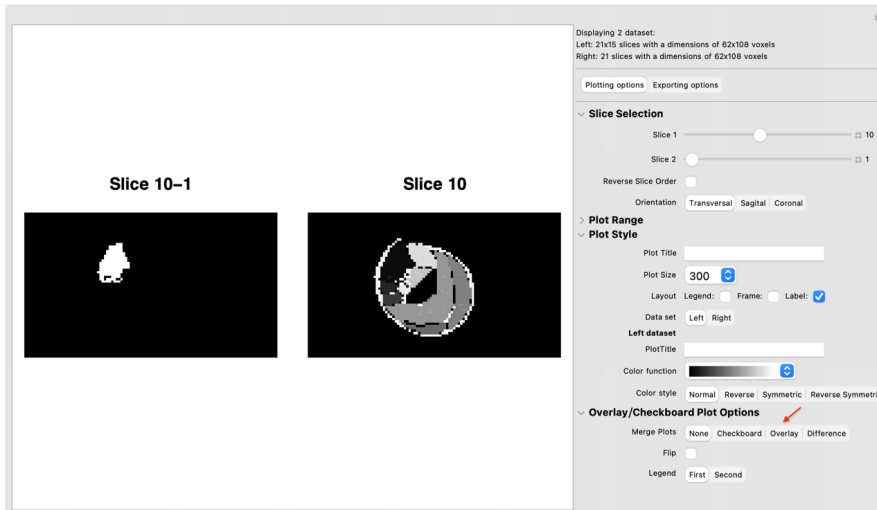 Displaying 2 dataset:
Left: 21x15 slices with a dimensions of 62x108 voxels
Right: 21 slices with a dimensions of 62x108 voxels
Plotting options Exporting options
Slice Selection
Slice 1 10
Slice 2 1
Reverse Slice Order
Orientation Transversal Sagital Coronal
Plot Range
Plot Style
Plot Title
Plot Size 300
Layout Legend: Frame: Label:
Data set Left Right
Left dataset
PlotTitle
Color function
Color style Normal Reverse Symmetric Reverse Symmetri
Overlay/Checkboard Plot Options
Merge Plots None Checkboard Overlay Difference
Flip
Legend First Second
Slice 10–1 Slice 10